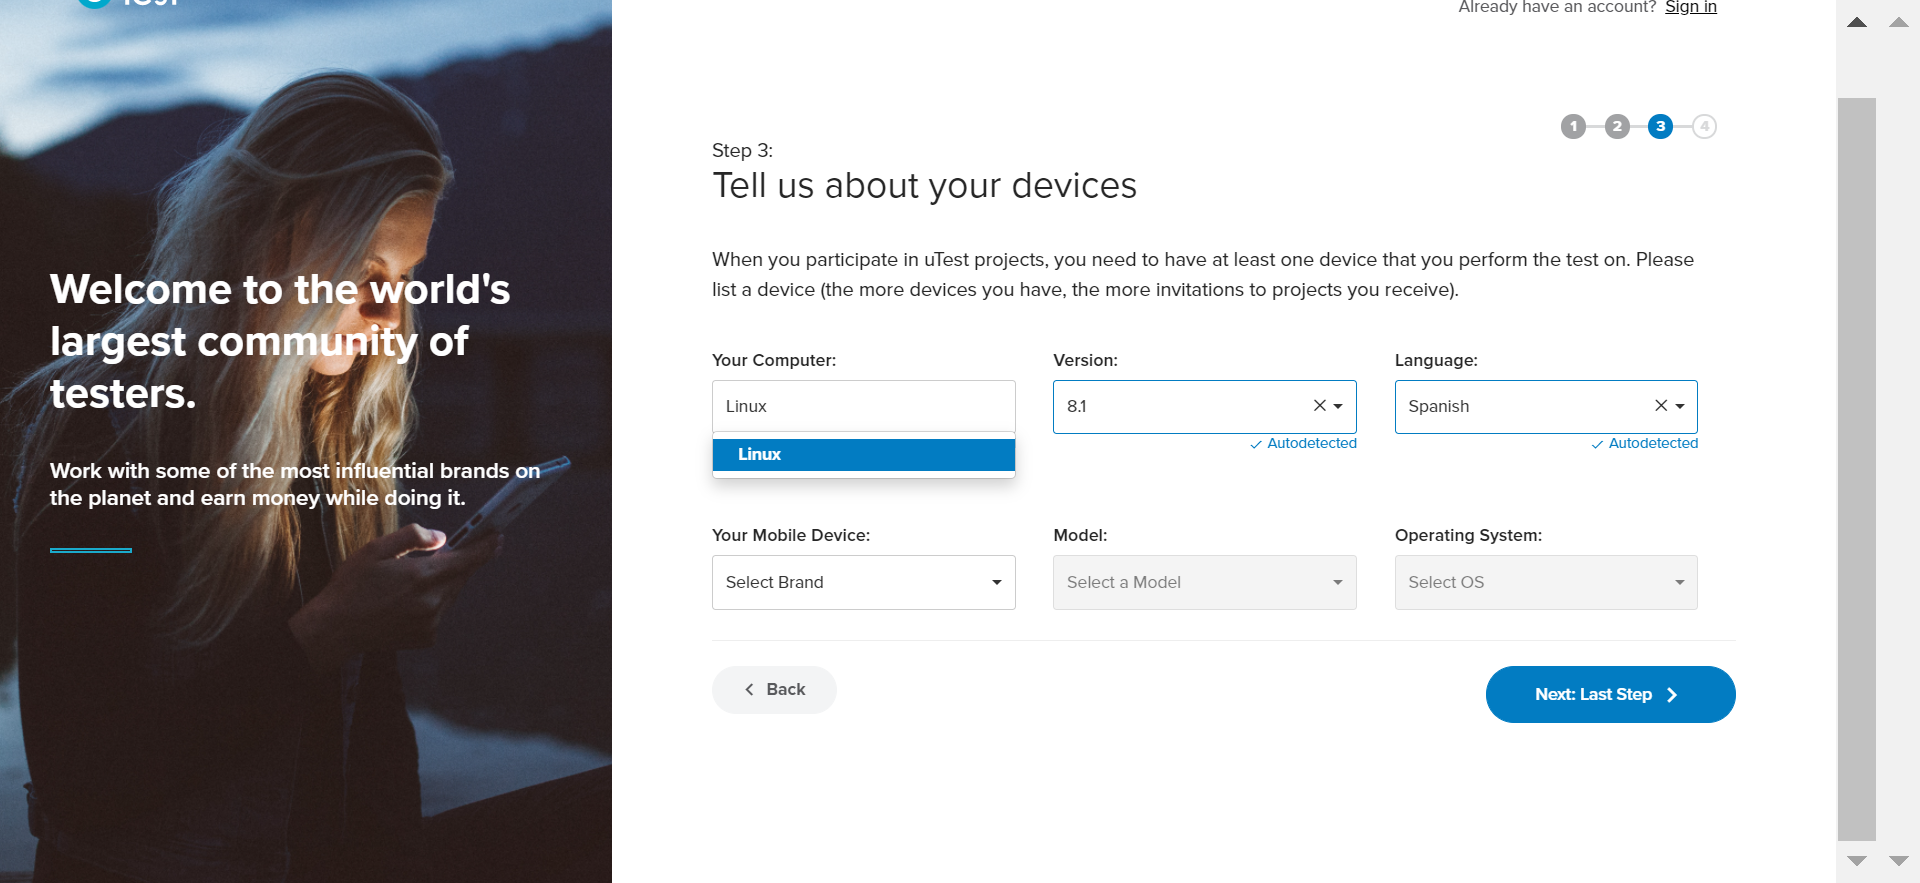 Already have an account? Sign in
1 2 3 4
Step 3:
Tell us about your devices
When you participate in uTest projects, you need to have at least one device that you perform the test on. Please
list a device (the more devices you have, the more invitations to projects you receive).
Your Computer: Version: Language:
Linux 8.1 Spanish
Linux
Autodetected Autodetected
Your Mobile Device: Model: Operating System:
Select Brand Select a Model Select OS
Back Next: Last Step
Welcome to the world's
largest community of
testers.
Work with some of the most influential brands on
the planet and earn money while doing it.